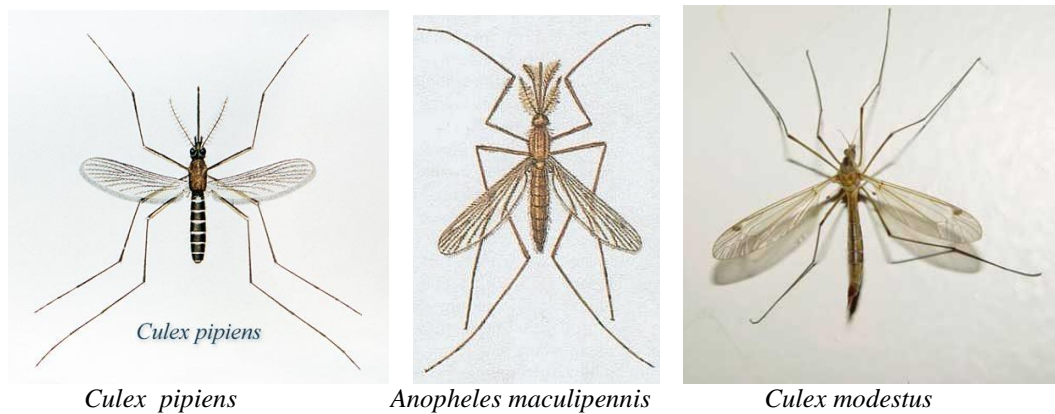 Culex pipiens
Culex pipiens
Anopheles maculipennis
Culex modestus